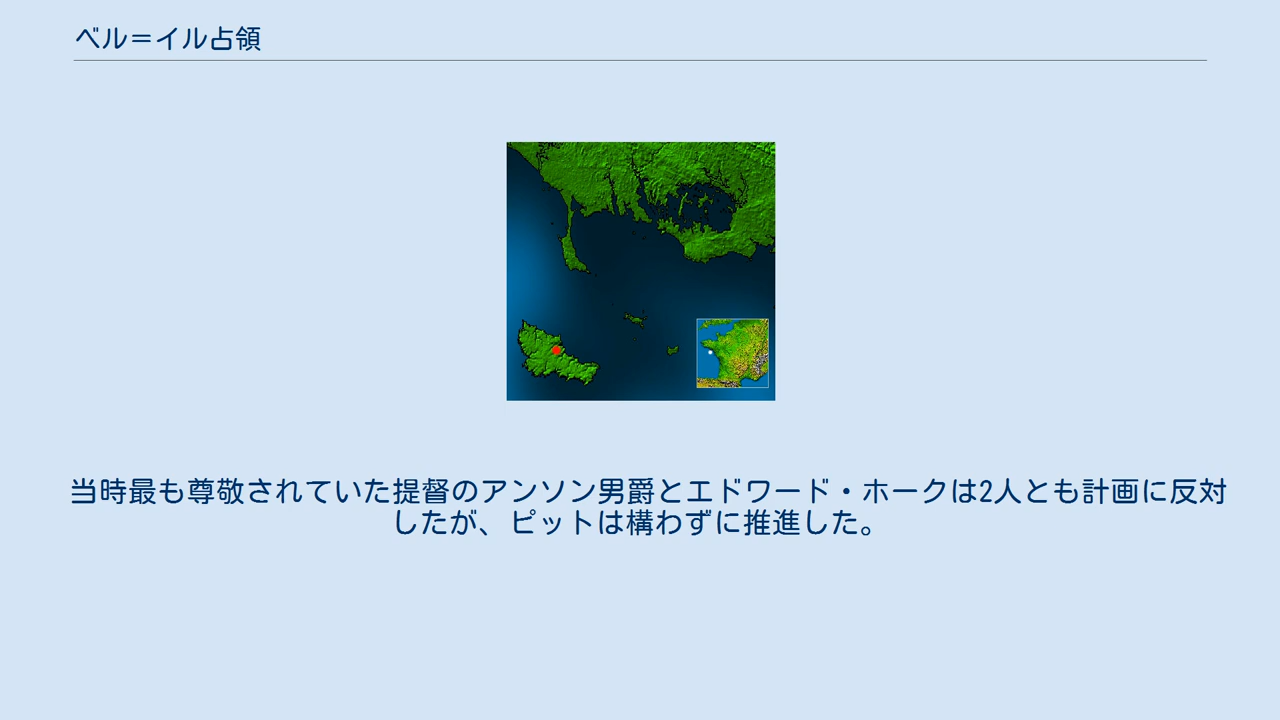 ベル＝イル占領
当時最も尊敬されていた提督のアンソン男爵とエドワード・ホークは2人とも計画に反対
したが、ピットは構わずに推進した。